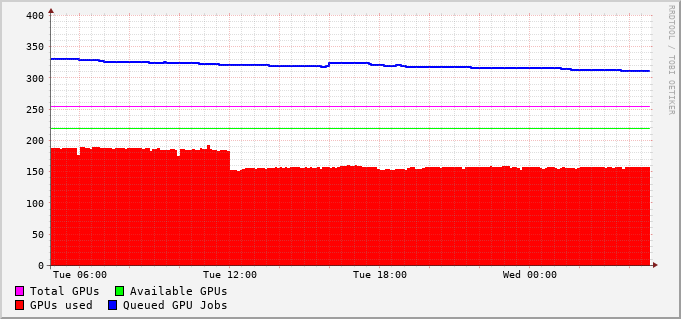 400
350
300
250
200
150
100
50
0
Tue 06:00 Tue 12:00 Tue 18:00 Wed 00:00
Total GPUs Available GPUs
GPUs used Queued GPU Jobs
RRDTOOL / TOBI OETIKER